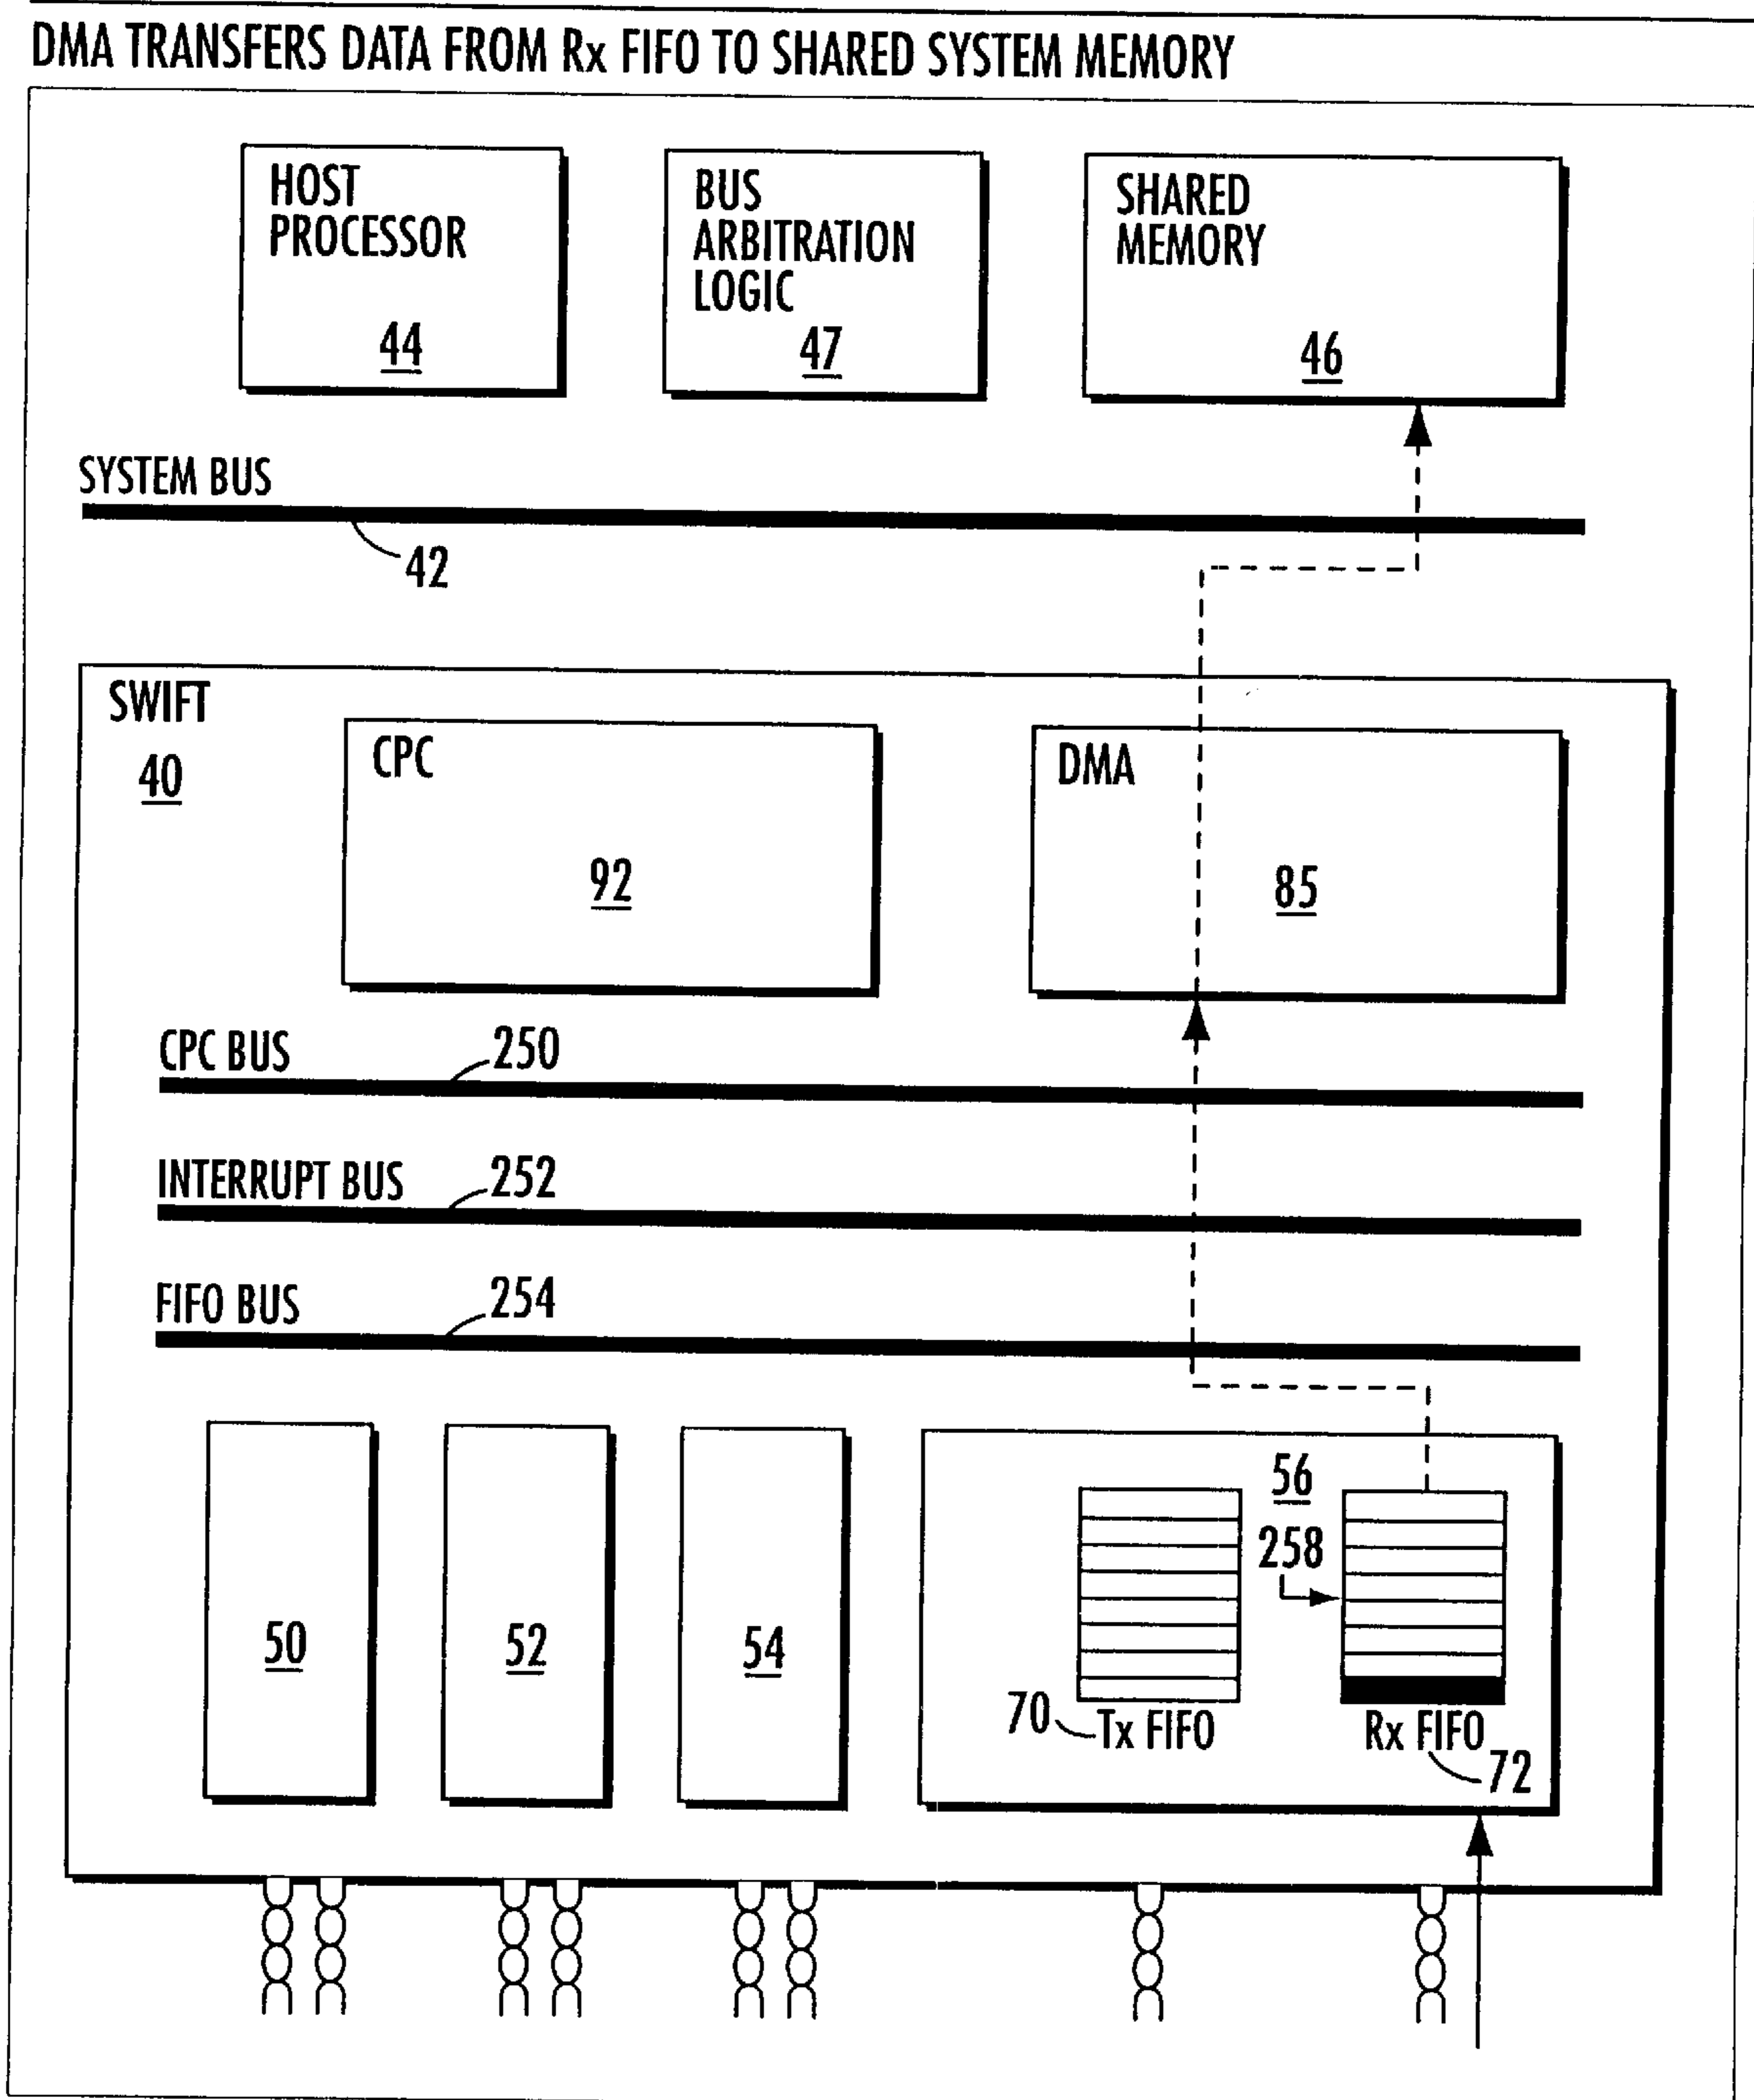 DMA TRANSFERS DATA FROM Rx FIFO TO SHARED SYSTEM MEMORY
HOST
PROCESSOR
44
BUS
ARBITRATION
LOGIC
47
SHARED
MEMORY
46
SYSTEM BUS
42
SWIFT
40
CPC
92
DMA
85
CPC BUS
250
INTERRUPT BUS
252
FIFO BUS
254
50
52
54
56
258
70
Tx FIFO
Rx FIFO
72